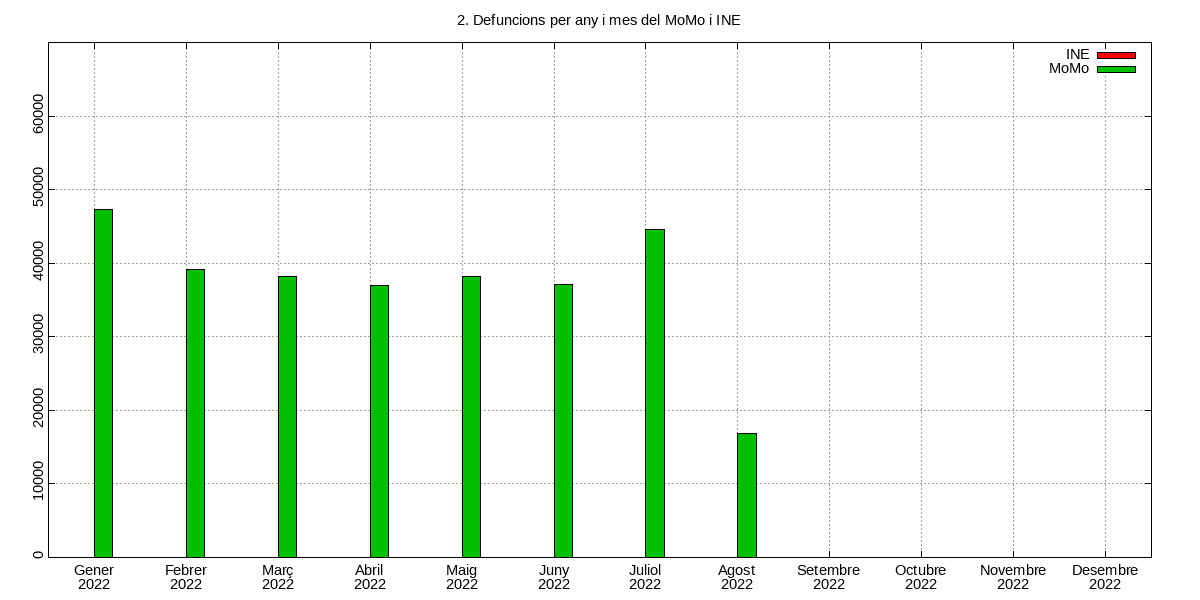 2. Defuncions per any i mes del MoMo i INE
INE
MoMo
60000
50000
40000
30000
20000
10000
0
Gener Febrer Març Abril Maig Juny Juliol Agost Setembre Octubre Novembre Desembre
2022 2022 2022 2022 2022 2022 2022 2022 2022 2022 2022 2022